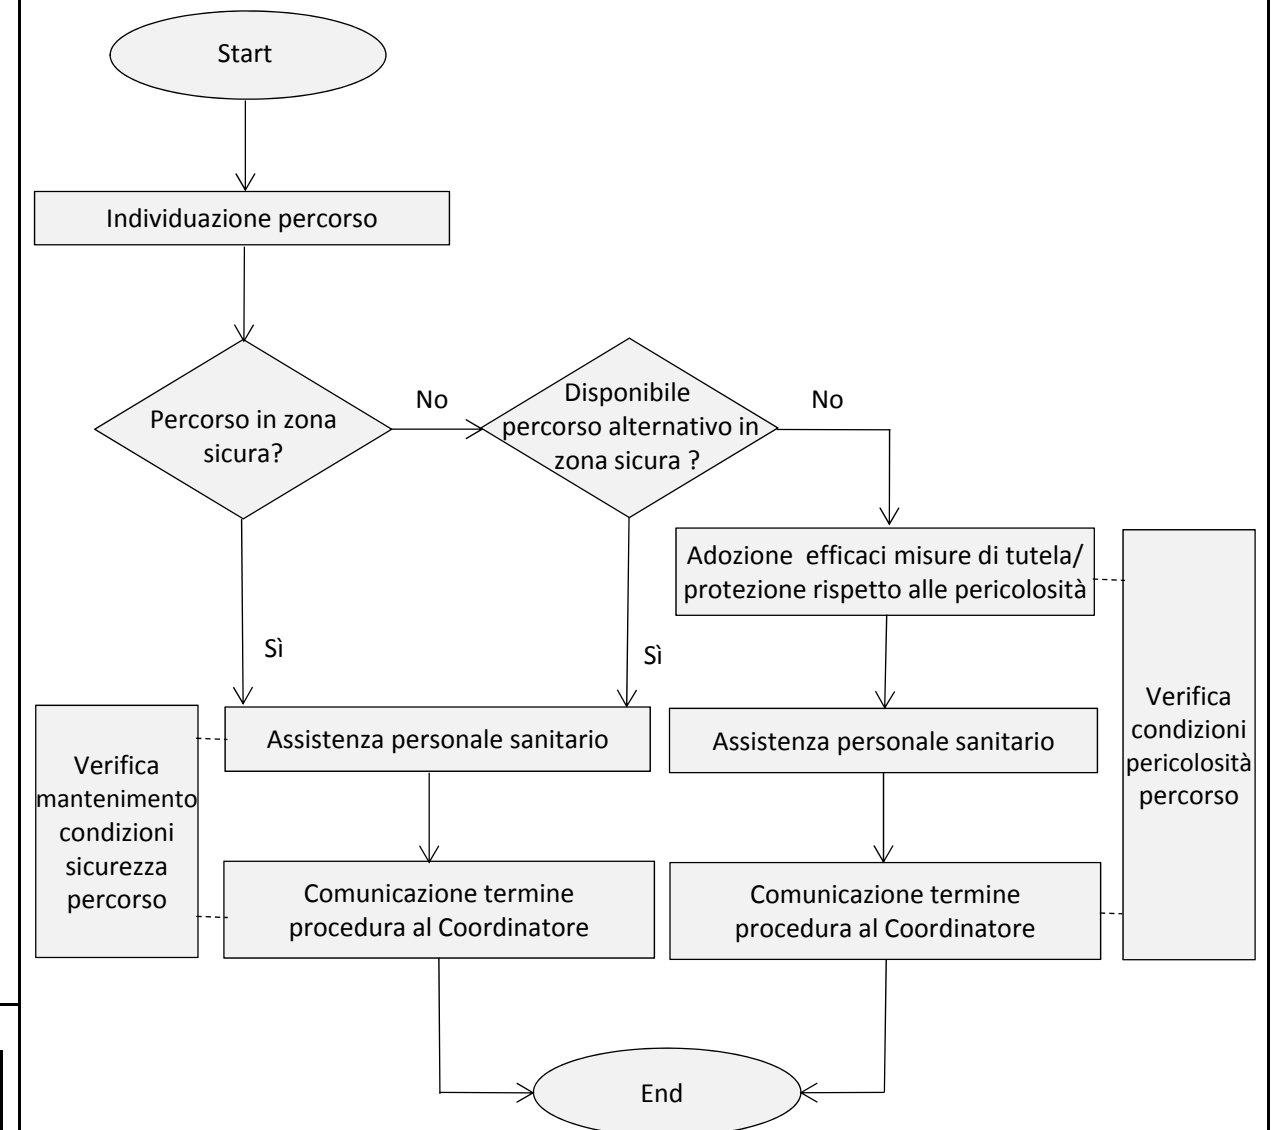 Start
Individuazione percorso
Percorso in zona
sicura?
No
Disponibile
percorso alternativo in
zona sicura ?
No
Adozione  efficaci misure di tutela/
protezione rispetto alle pericolosità
Sì
Sì
Verifica
condizioni
pericolosità
percorso
Assistenza personale sanitario
Assistenza personale sanitario
Verifica
mantenimento
condizioni
sicurezza
percorso
Comunicazione termine
procedura al Coordinatore
Comunicazione termine
procedura al Coordinatore
End